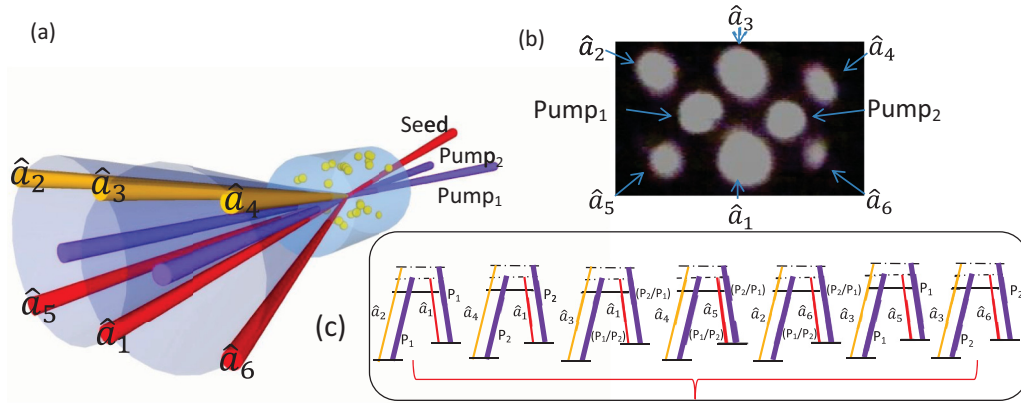 (a)
Seed
Pump₂
Pump₁
â₂
â₃
â₄
â₅
â₁
â₆
(b)
â₃
â₂
â₄
Pump₁
Pump₂
â₅
â₆
â₁
(c)
â₂ P₁ â₁ P₁
â₄ P₂ â₁ P₂
â₃ (P₁/P₂) â₁ (P₂/P₁)
â₄ (P₁/P₂) â₅ (P₂/P₁)
â₂ (P₁/P₂) â₆ (P₂/P₁)
â₃ P₁ â₅ P₁
â₃ P₂ â₆ P₂